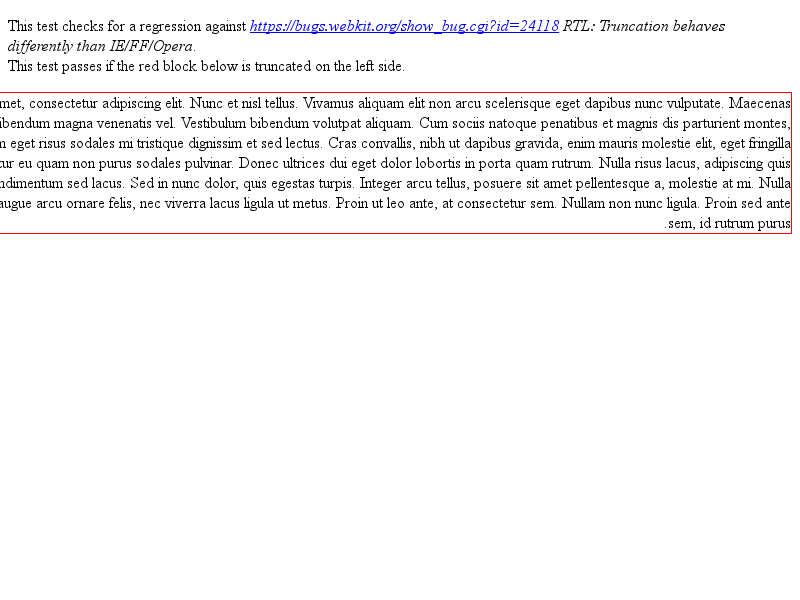 This test checks for a regression against https://bugs.webkit.org/show_bug.cgi?id=24118 RTL: Truncation behaves
differently than IE/FF/Opera.
This test passes if the red block below is truncated on the left side.
met, consectetur adipiscing elit. Nunc et nisl tellus. Vivamus aliquam elit non arcu scelerisque eget dapibus nunc vulputate. Maecenas
ibendum magna venenatis vel. Vestibulum bibendum volutpat aliquam. Cum sociis natoque penatibus et magnis dis parturient montes,
eget risus sodales mi tristique dignissim et sed lectus. Cras convallis, nibh ut dapibus gravida, enim mauris molestie elit, eget fringilla
tur eu quam non purus sodales pulvinar. Donec ultrices dui eget dolor lobortis in porta quam rutrum. Nulla risus lacus, adipiscing quis
ndimentum sed lacus. Sed in nunc dolor, quis egestas turpis. Integer arcu tellus, posuere sit amet pellentesque a, molestie at mi. Nulla
augue arcu ornare felis, nec viverra lacus ligula ut metus. Proin ut leo ante, at consectetur sem. Nullam non nunc ligula. Proin sed ante
.sem, id rutrum purus